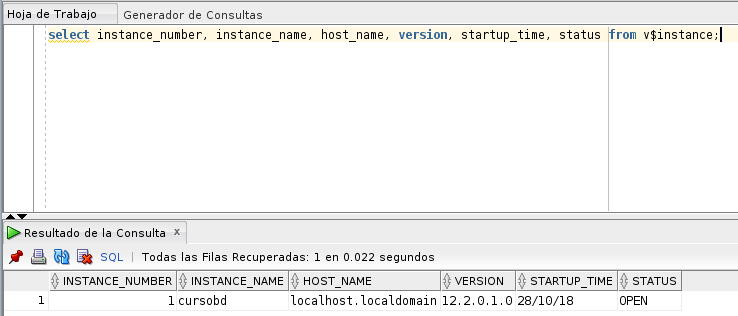 Hoja de Trabajo Generador de Consultas
select instance_number, instance_name, host_name, version, startup_time, status from v$instance;
Resultado de la Consulta x
SQL | Todas las Filas Recuperadas: 1 en 0.022 segundos
INSTANCE_NUMBER INSTANCE_NAME HOST_NAME VERSION STARTUP_TIME STATUS
1 1 cursobd localhost.localdomain 12.2.0.1.0 28/10/18 OPEN